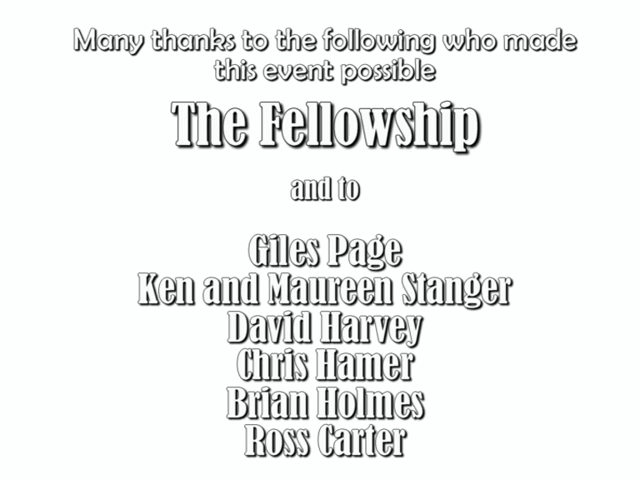 Many thanks to the following who made
this event possible
The Fellowship
and to
Giles Page
Ken and Maureen Stanger
David Harvey
Chris Hamer
Brian Holmes
Ross Carter